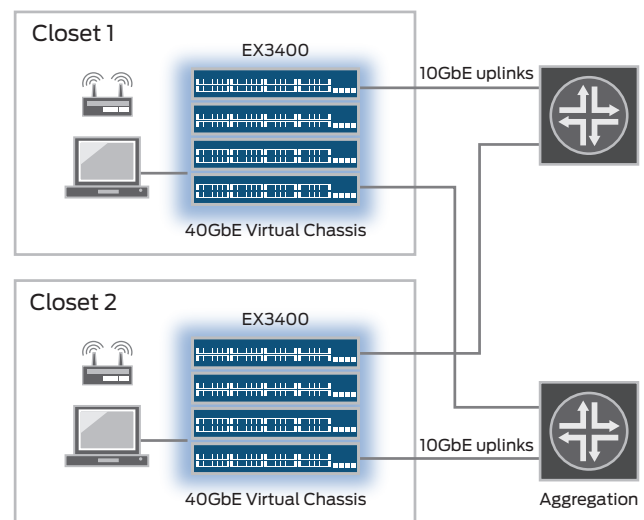 Closet 1
EX3400
10GbE uplinks
40GbE Virtual Chassis
Closet 2
EX3400
10GbE uplinks
40GbE Virtual Chassis
Aggregation